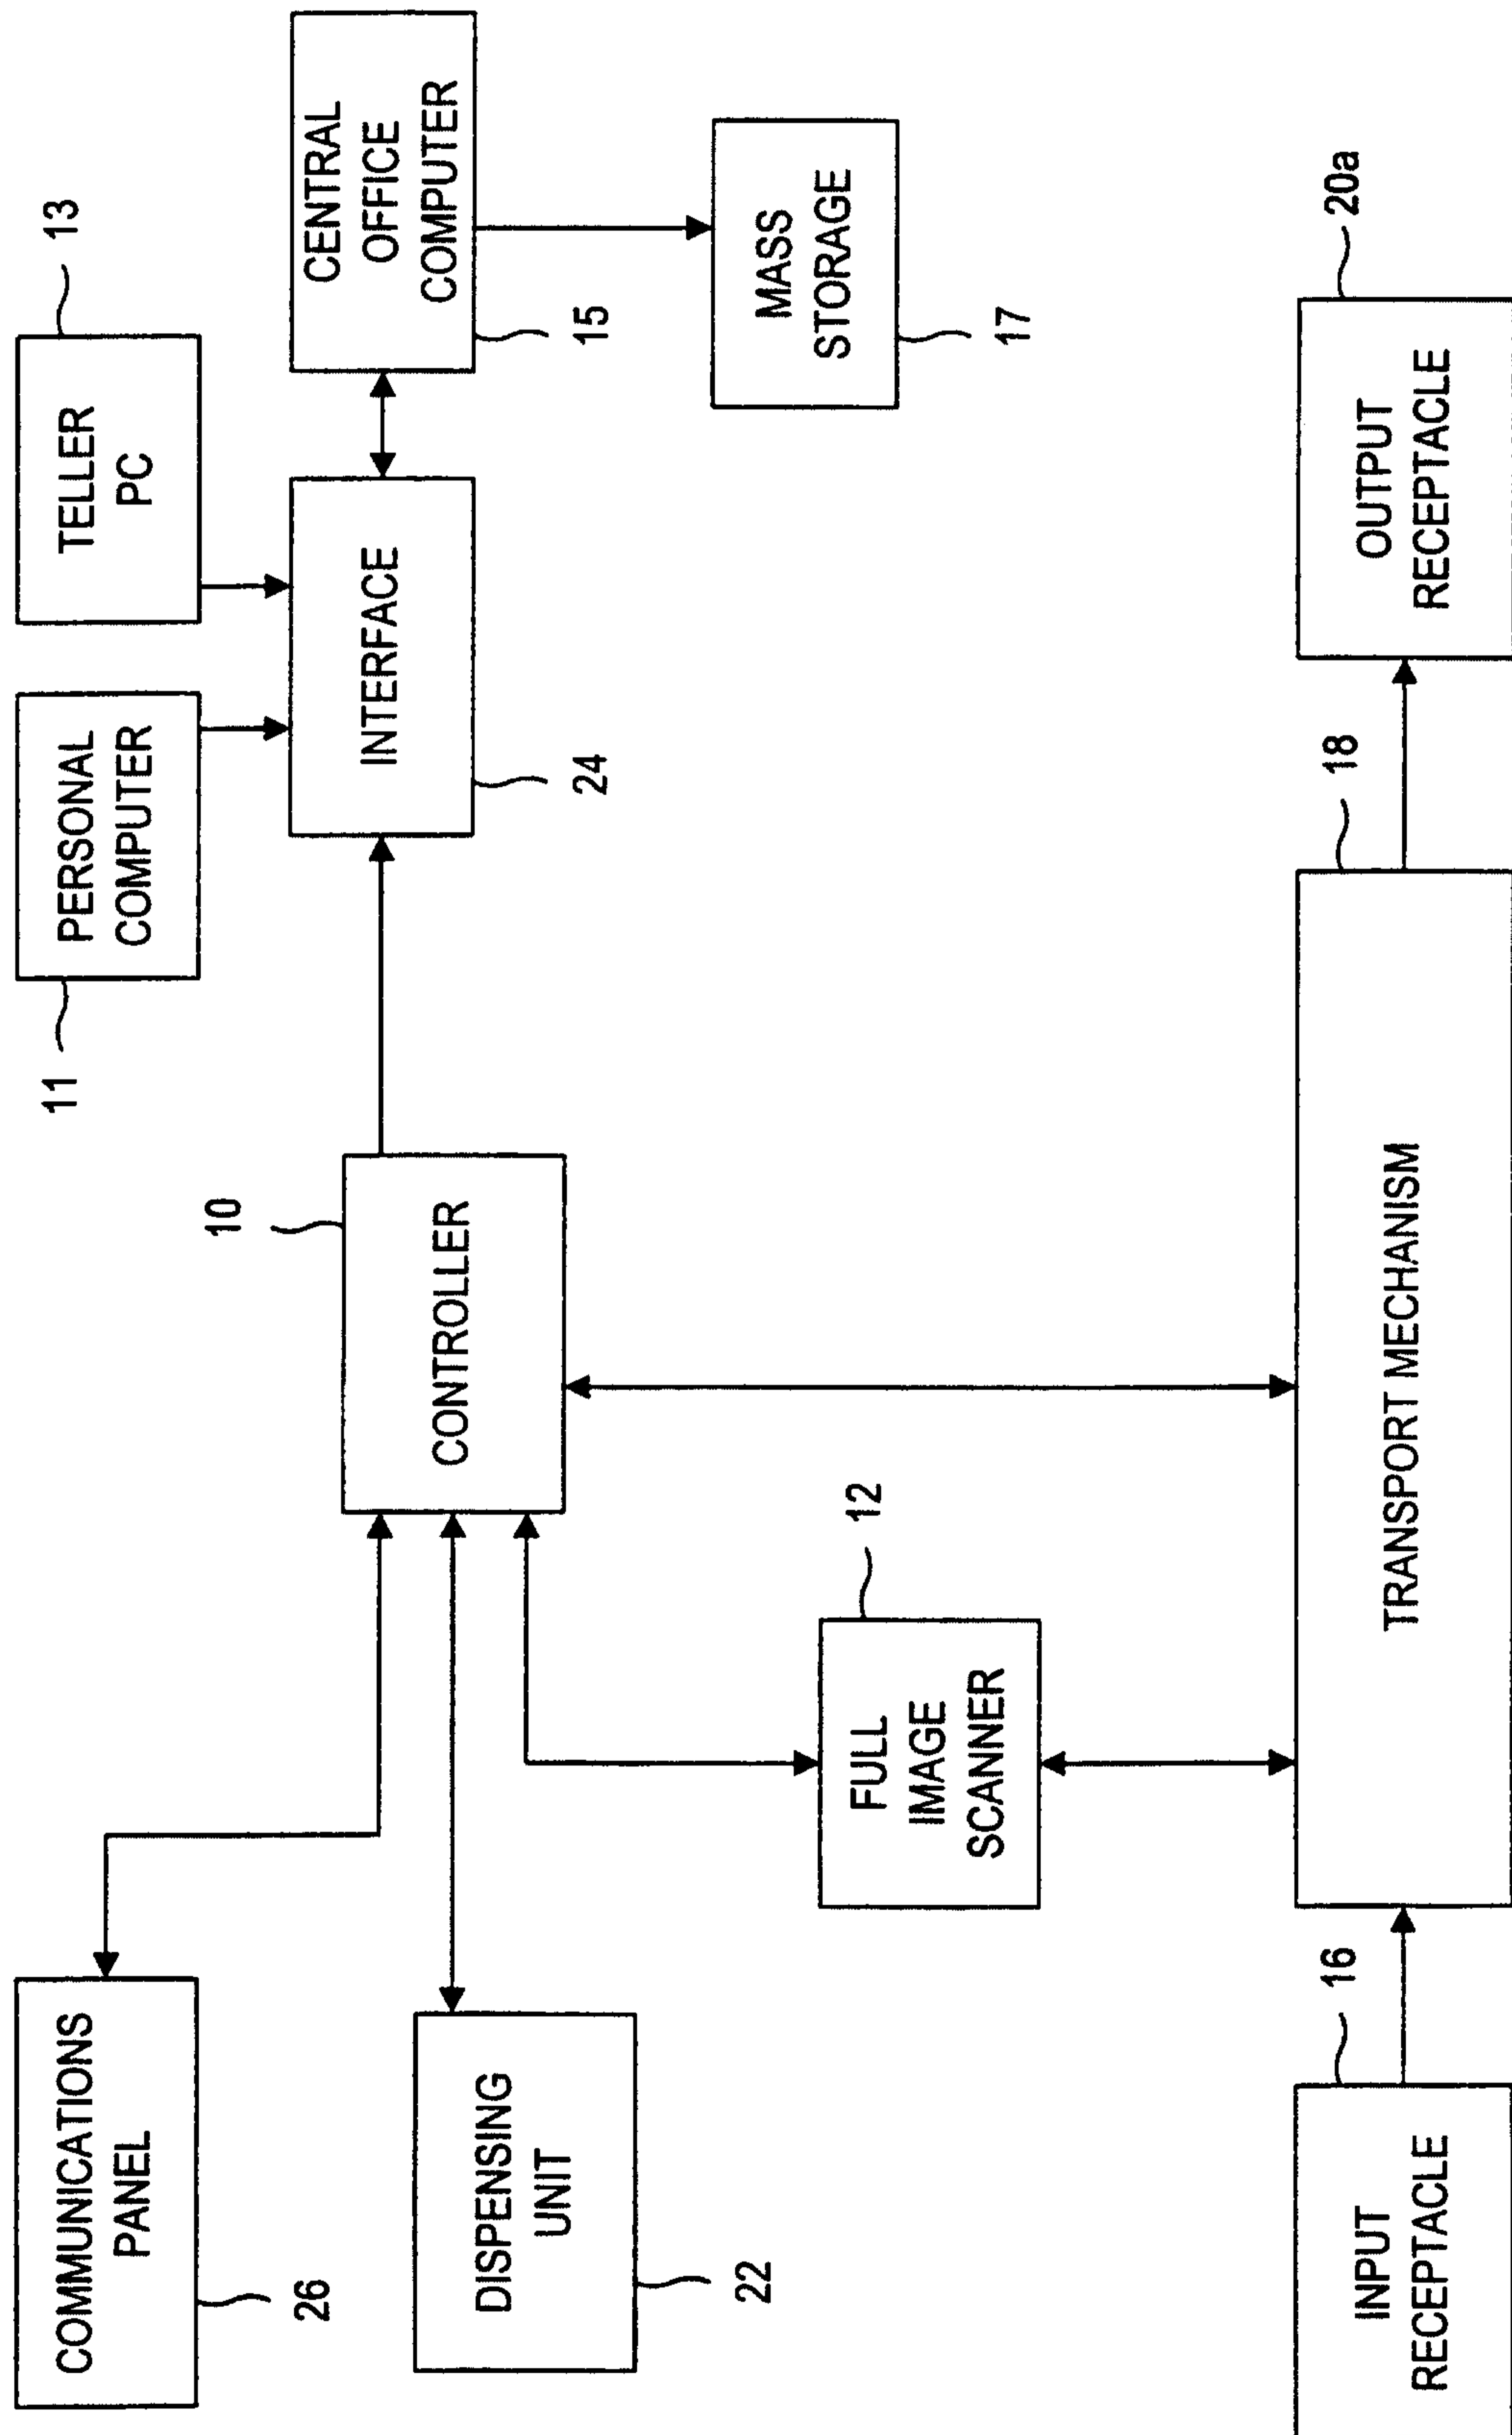 COMMUNICATIONS
PANEL
26
DISPENSING
UNIT
22
FULL
IMAGE
SCANNER
12
CONTROLLER
10
PERSONAL
COMPUTER
11
TELLER
PC
13
INTERFACE
24
CENTRAL
OFFICE
COMPUTER
15
MASS
STORAGE
17
INPUT
RECEPTACLE
16
TRANSPORT MECHANISM
18
OUTPUT
RECEPTACLE
20a